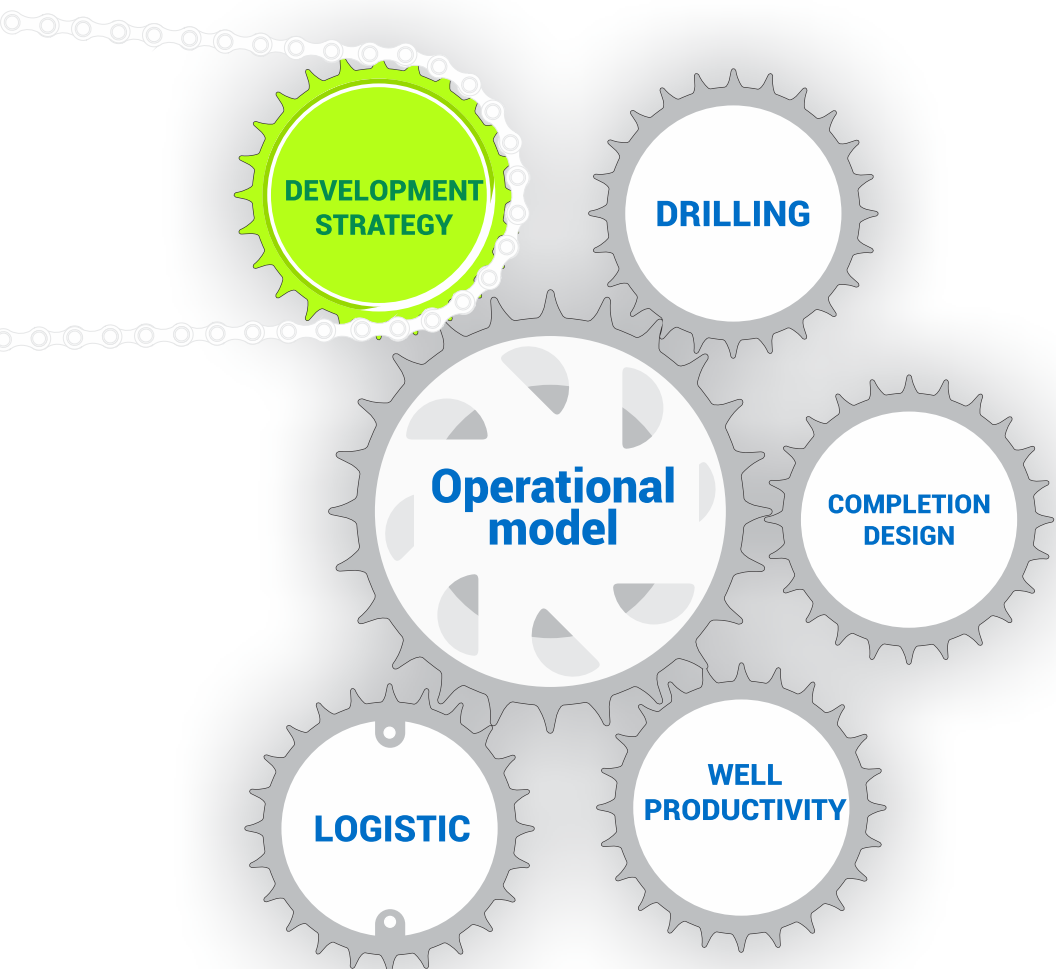 DEVELOPMENT
STRATEGY
DRILLING
Operational
model
COMPLETION
DESIGN
WELL
PRODUCTIVITY
LOGISTIC